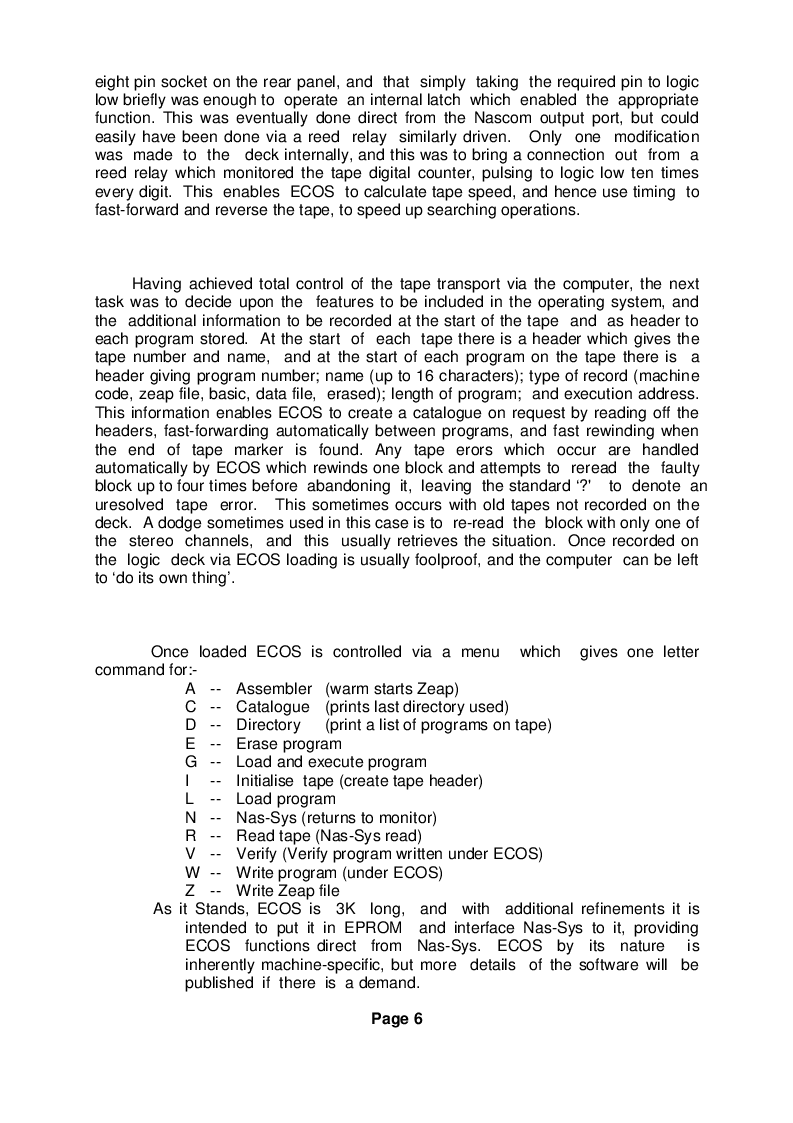 eight pin socket on the rear panel, and that simply taking the required pin to logic
low briefly was enough to operate an internal latch which enabled the appropriate
function. This was eventually done direct from the Nascom output port, but could
easily have been done via a reed relay similarly driven. Only one modification
was made to the deck internally, and this was to bring a connection out from a
reed relay which monitored the tape digital counter, pulsing to logic low ten times
every digit. This enables ECOS to calculate tape speed, and hence use timing to
fast-forward and reverse the tape, to speed up searching operations.
Having achieved total control of the tape transport via the computer, the next
task was to decide upon the features to be included in the operating system, and
the additional information to be recorded at the start of the tape and as header to
each program stored. At the start of each tape there is a header which gives the
tape number and name, and at the start of each program on the tape there is a
header giving program number; name (up to 16 characters); type of record (machine
code, zeap file, basic, data file, erased); length of program; and execution address.
This information enables ECOS to create a catalogue on request by reading off the
headers, fast-forwarding automatically between programs, and fast rewinding when
the end of tape marker is found. Any tape erors which occur are handled
automatically by ECOS which rewinds one block and attempts to reread the faulty
block up to four times before abandoning it, leaving the standard ‘?’ to denote an
uresolved tape error. This sometimes occurs with old tapes not recorded on the
deck. A dodge sometimes used in this case is to re-read the block with only one of
the stereo channels, and this usually retrieves the situation. Once recorded on
the logic deck via ECOS loading is usually foolproof, and the computer can be left
to ‘do its own thing’.
Once loaded ECOS is controlled via a menu which gives one letter
command for:-
A -- Assembler (warm starts Zeap)
C -- Catalogue (prints last directory used)
D -- Directory (print a list of programs on tape)
E -- Erase program
G -- Load and execute program
I -- Initialise tape (create tape header)
L -- Load program
N -- Nas-Sys (returns to monitor)
R -- Read tape (Nas-Sys read)
V -- Verify (Verify program written under ECOS)
W -- Write program (under ECOS)
Z -- Write Zeap file
As it Stands, ECOS is 3K long, and with additional refinements it is
intended to put it in EPROM and interface Nas-Sys to it, providing
ECOS functions direct from Nas-Sys. ECOS by its nature is
inherently machine-specific, but more details of the software will be
published if there is a demand.
Page 6